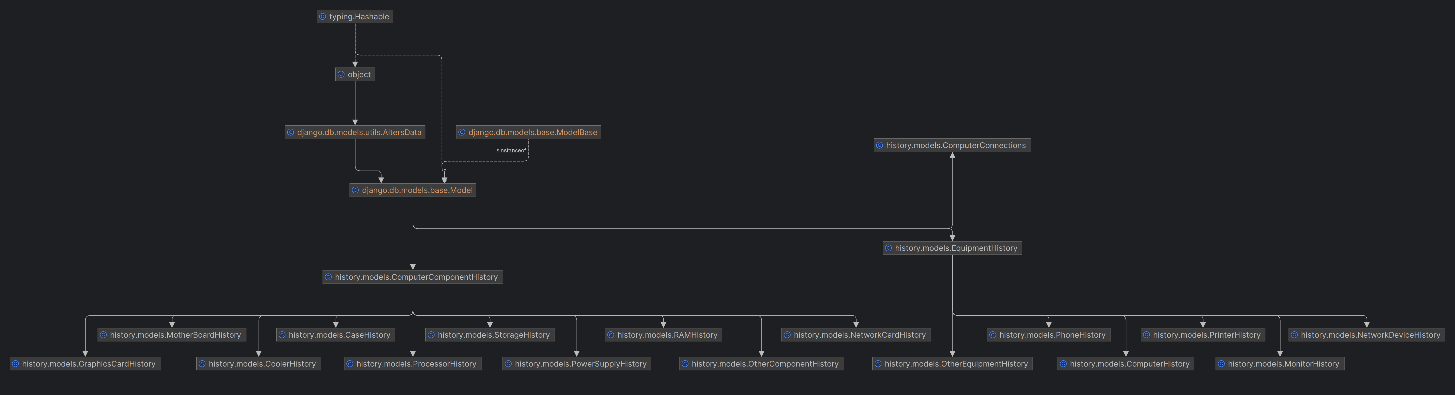 typing.Hashable
object
django.db.models.utils.AltersData
django.db.models.base.ModelBase
history.models.ComputerConnections
django.db.models.base.Model
history.models.EquipmentHistory
history.models.ComputerComponentHistory
history.models.MotherBoardHistory
history.models.CaseHistory
history.models.StorageHistory
history.models.RAMHistory
history.models.NetworkCardHistory
history.models.PhoneHistory
history.models.PrinterHistory
history.models.NetworkDeviceHistory
history.models.GraphicsCardHistory
history.models.CoolerHistory
history.models.ProcessorHistory
history.models.PowerSupplyHistory
history.models.OtherComponentHistory
history.models.OtherEquipmentHistory
history.models.ComputerHistory
history.models.MonitorHistory